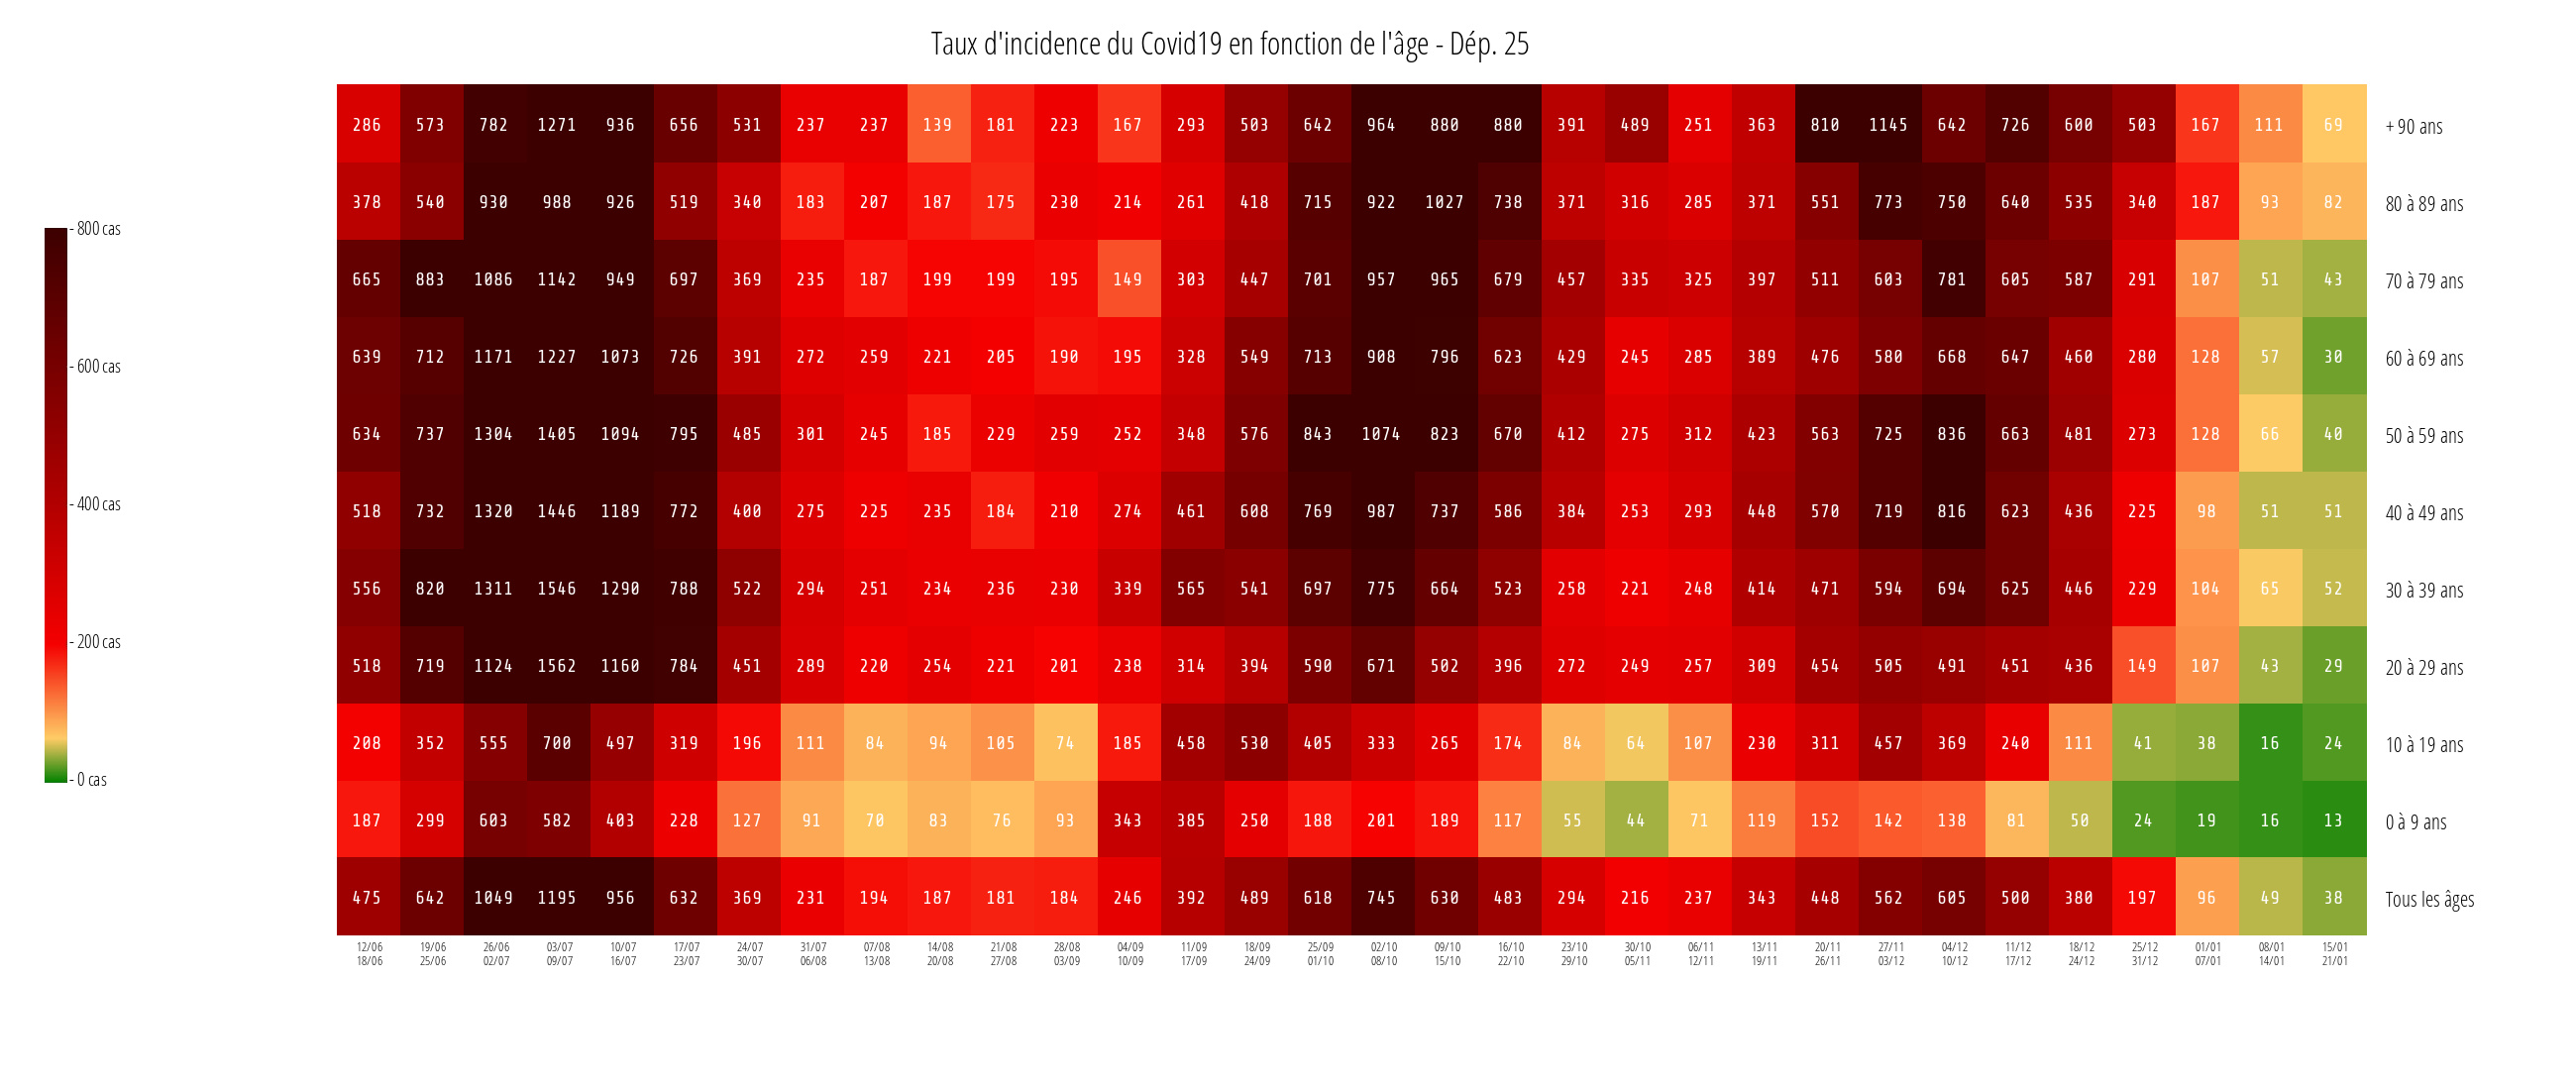 Taux d'incidence du Covid19 en fonction de l'âge - Dép. 25
286 573 782 1271 936 656 531 237 237 139 181 223 167 293 503 642 964 880 880 391 489 251 363 810 1145 642 726 600 503 167 111 69 + 90 ans
378 540 930 988 926 519 340 183 207 187 175 230 214 261 418 715 922 1027 738 371 316 285 371 551 773 750 640 535 340 187 93 82 80 à 89 ans
665 883 1086 1142 949 697 369 235 187 199 199 195 149 303 447 701 957 965 679 457 335 325 397 511 603 781 605 587 291 107 51 43 70 à 79 ans
639 712 1171 1227 1073 726 391 272 259 221 205 190 195 328 549 713 908 796 623 429 245 285 389 476 580 668 647 460 280 128 57 30 60 à 69 ans
634 737 1304 1405 1094 795 485 301 245 185 229 259 252 348 576 843 1074 823 670 412 275 312 423 563 725 836 663 481 273 128 66 40 50 à 59 ans
518 732 1320 1446 1189 772 400 275 225 235 184 210 274 461 608 769 987 737 586 384 253 293 448 570 719 816 623 436 225 98 51 51 40 à 49 ans
556 820 1311 1546 1290 788 522 294 251 234 236 230 339 565 541 697 775 664 523 258 221 248 414 471 594 694 625 446 229 104 65 52 30 à 39 ans
518 719 1124 1562 1160 784 451 289 220 254 221 201 238 314 394 590 671 502 396 272 249 257 309 454 505 491 451 436 149 107 43 29 20 à 29 ans
208 352 555 700 497 319 196 111 84 94 105 74 185 458 530 405 333 265 174 84 64 107 230 311 457 369 240 111 41 38 16 24 10 à 19 ans
187 299 603 582 403 228 127 91 70 83 76 93 343 385 250 188 201 189 117 55 44 71 119 152 142 138 81 50 24 19 16 13 0 à 9 ans
475 642 1049 1195 956 632 369 231 194 187 181 184 246 392 489 618 745 630 483 294 216 237 343 448 562 605 500 380 197 96 49 38 Tous les âges
12/06 19/06 26/06 03/07 10/07 17/07 24/07 31/07 07/08 14/08 21/08 28/08 04/09 11/09 18/09 25/09 02/10 09/10 16/10 23/10 30/10 06/11 13/11 20/11 27/11 04/12 11/12 18/12 25/12 01/01 08/01 15/01
18/06 25/06 02/07 09/07 16/07 23/07 30/07 06/08 13/08 20/08 27/08 03/09 10/09 17/09 24/09 01/10 08/10 15/10 22/10 29/10 05/11 12/11 19/11 26/11 03/12 10/12 17/12 24/12 31/12 07/01 14/01 21/01
- 800 cas
- 600 cas
- 400 cas
- 200 cas
- 0 cas